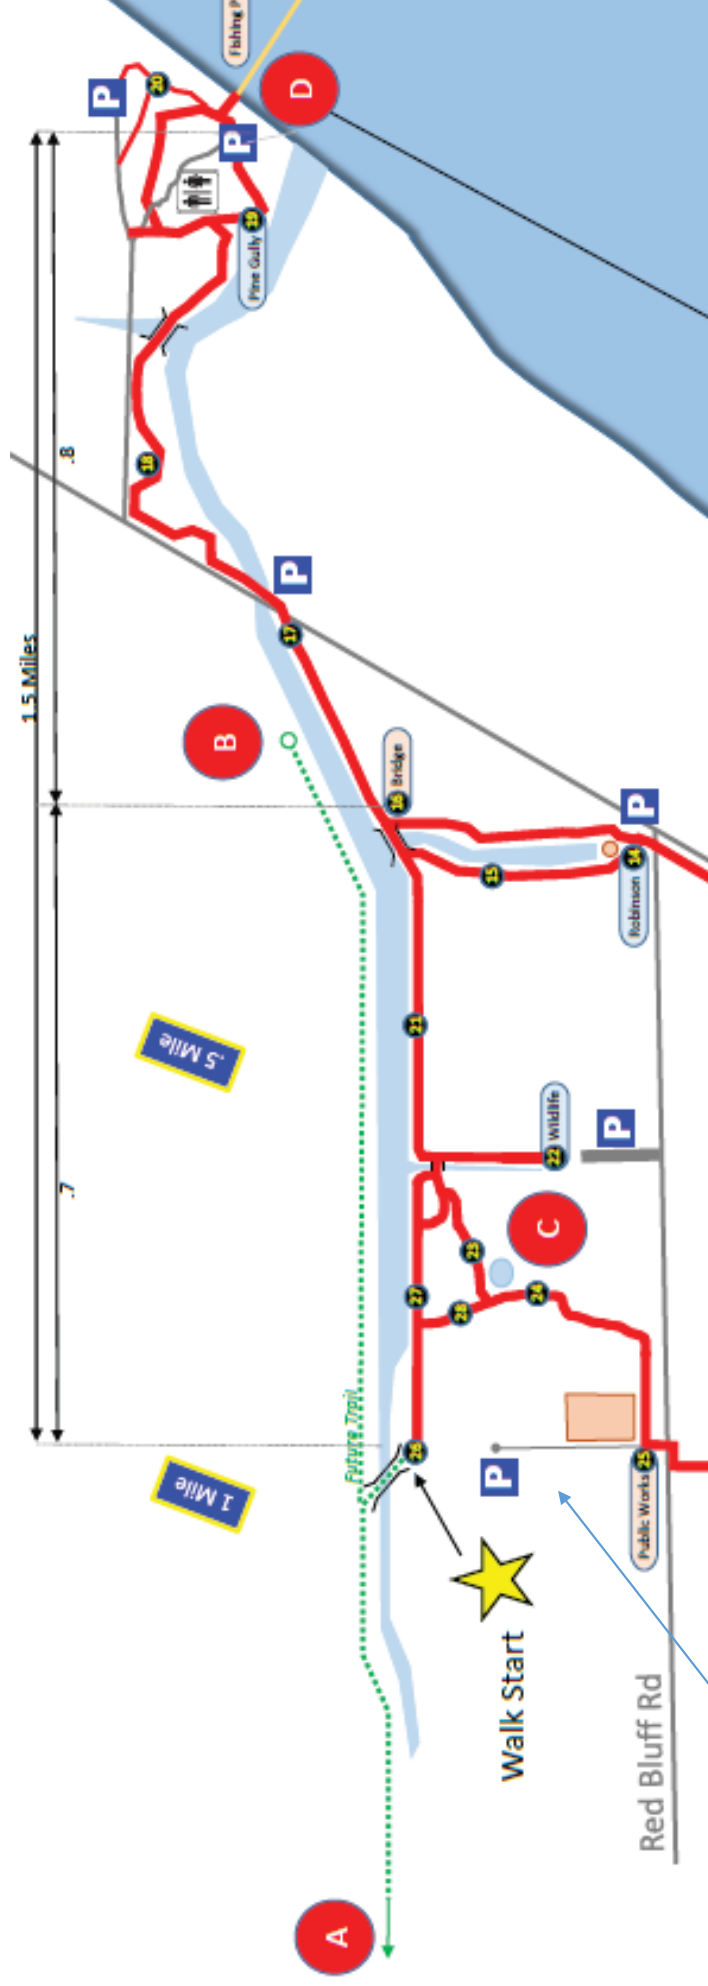 1.5 Miles
.7
.8
1 Mile
.5 Mile
A
B
C
D
Future Trail
Walk Start
Red Bluff Rd
26
27
28
23
24
25
Public Works
22
Wildlife
21
15
14
Robinson
16
Bridge
17
18
19
Pine Gully
20
Fishing P
P
P
P
P
P
P